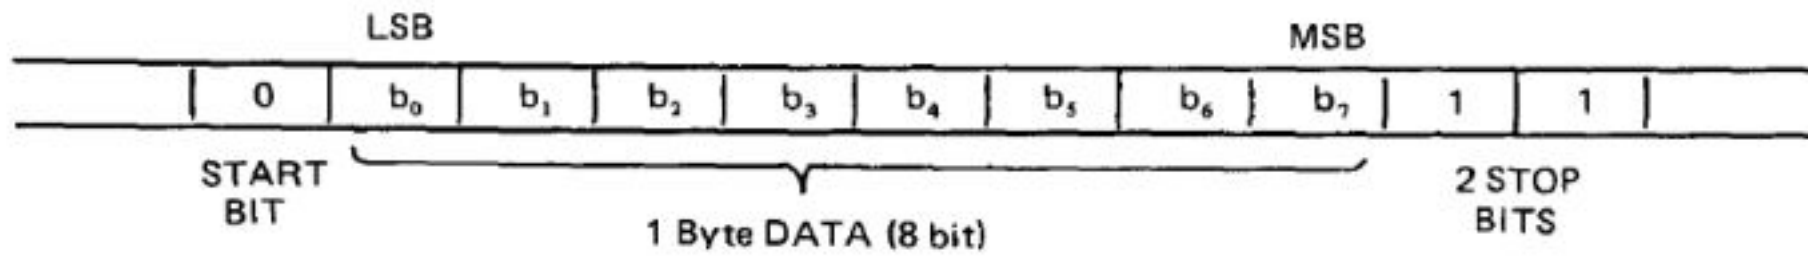 LSB MSB
0 b₀ b₁ b₂ b₃ b₄ b₅ b₆ b₇ 1 1
START
BIT
1 Byte DATA (8 bit)
2 STOP
BITS